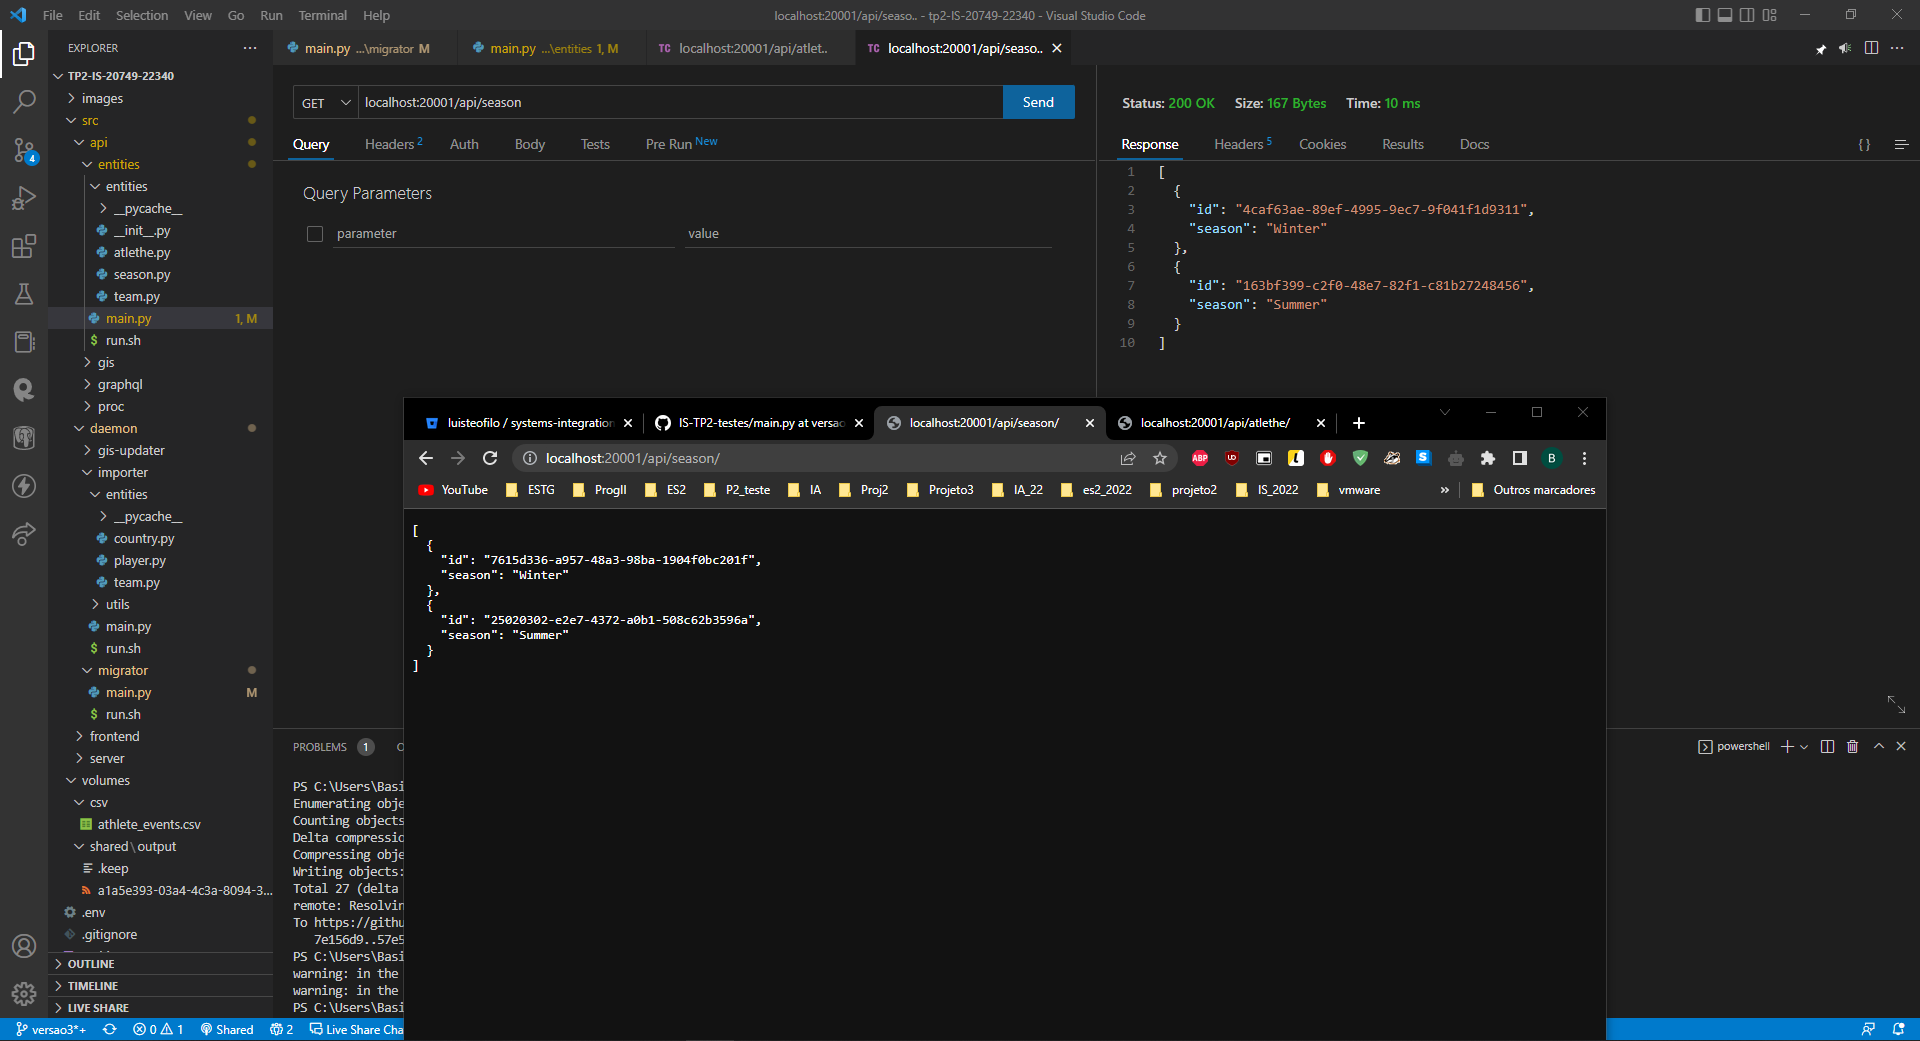 File Edit Selection View Go Run Terminal Help
localhost:20001/api/seaso.. - tp2-IS-20749-22340 - Visual Studio Code
EXPLORER
TP2-IS-20749-22340
images
src
api
entities
entities
__pycache__
__init__.py
atlethe.py
season.py
team.py
main.py 1, M
$ run.sh
gis
graphql
proc
daemon
gis-updater
importer
entities
__pycache__
country.py
player.py
team.py
utils
main.py
$ run.sh
migrator
main.py M
$ run.sh
frontend
server
volumes
csv
athlete_events.csv
shared\output
.keep
a1a5e393-03a4-4c3a-8094-3...
.env
.gitignore
OUTLINE
TIMELINE
LIVE SHARE
4
main.py ...\migrator M
main.py ...\entities 1, M
TC localhost:20001/api/atlet..
TC localhost:20001/api/seaso..
GET localhost:20001/api/season Send
Query Headers 2 Auth Body Tests Pre Run New
Query Parameters
parameter value
Status: 200 OK Size: 167 Bytes Time: 10 ms
Response Headers 5 Cookies Results Docs
{ }
1 [
2 {
3 "id": "4caf63ae-89ef-4995-9ec7-9f041f1d9311",
4 "season": "Winter"
5 },
6 {
7 "id": "163bf399-c2f0-48e7-82f1-c81b27248456",
8 "season": "Summer"
9 }
10 ]
luisteofilo / systems-integration
IS-TP2-testes/main.py at versao
localhost:20001/api/season/
localhost:20001/api/atlethe/
localhost:20001/api/season/
ABP
B
YouTube ESTG ProgII ES2 P2_teste IA Proj2 Projeto3 IA_22 es2_2022 projeto2 IS_2022 vmware » Outros marcadores
[
{
"id": "7615d336-a957-48a3-98ba-1904f0bc201f",
"season": "Winter"
},
{
"id": "25020302-e2e7-4372-a0b1-508c62b3596a",
"season": "Summer"
}
]
PROBLEMS 1
powershell
PS C:\Users\Basi
Enumerating obje
Counting objects
Delta compressio
Compressing obje
Writing objects:
Total 27 (delta
remote: Resolvin
To https://githu
7e156d9..57e5
PS C:\Users\Basi
warning: in the
warning: in the
PS C:\Users\Basi
versao3*+ 0 1 Shared 2 Live Share Cha